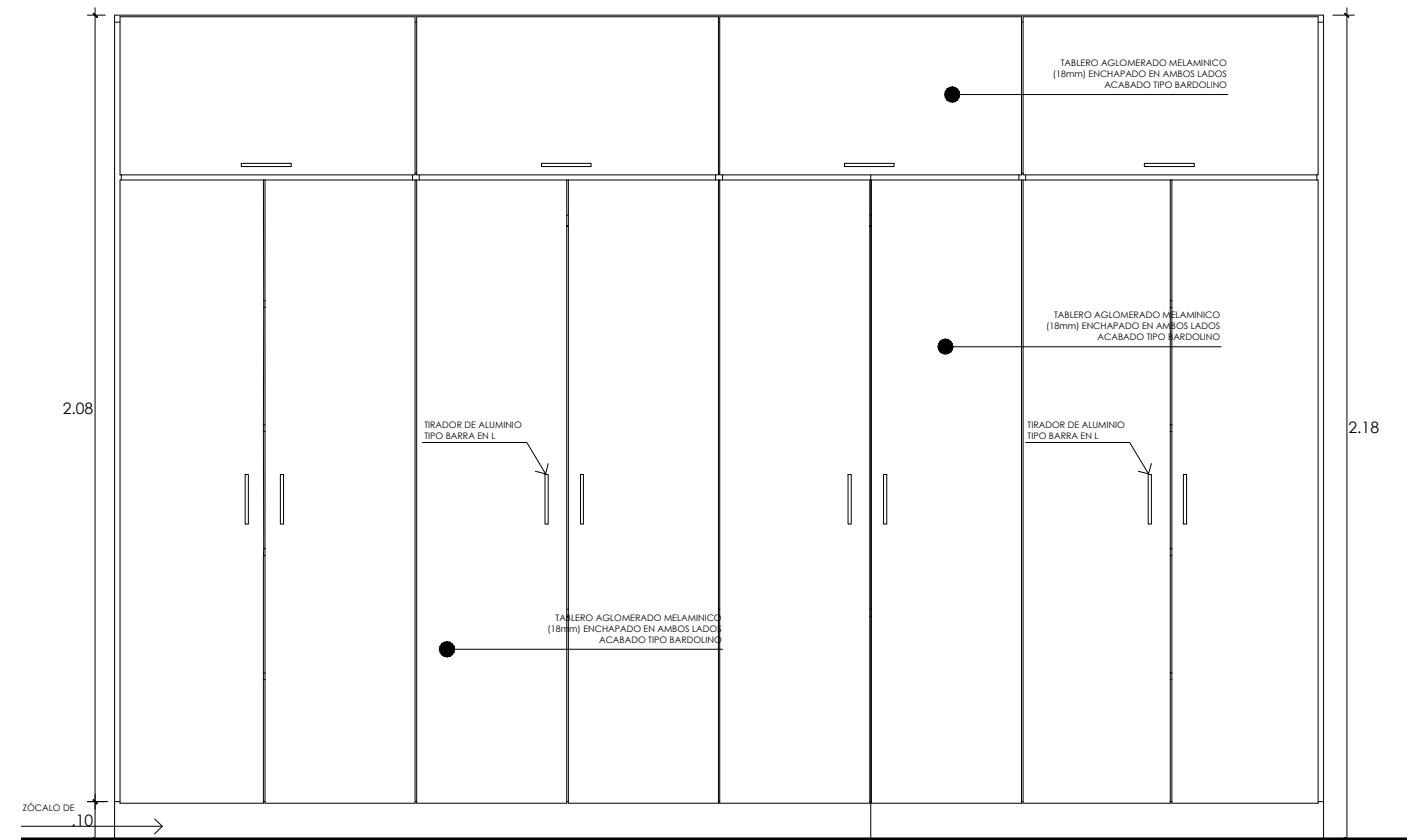 TABLERO AGLOMERADO MELAMINICO
(18mm) ENCHAPADO EN AMBOS LADOS
ACABADO TIPO BARDOLINO
TABLERO AGLOMERADO MELAMINICO
(18mm) ENCHAPADO EN AMBOS LADOS
ACABADO TIPO BARDOLINO
2.08
TIRADOR DE ALUMINIO
TIPO BARRA EN L
TIRADOR DE ALUMINIO
TIPO BARRA EN L
2.18
TABLERO AGLOMERADO MELAMINICO
(18mm) ENCHAPADO EN AMBOS LADOS
ACABADO TIPO BARDOLINO
ZÓCALO DE
.10